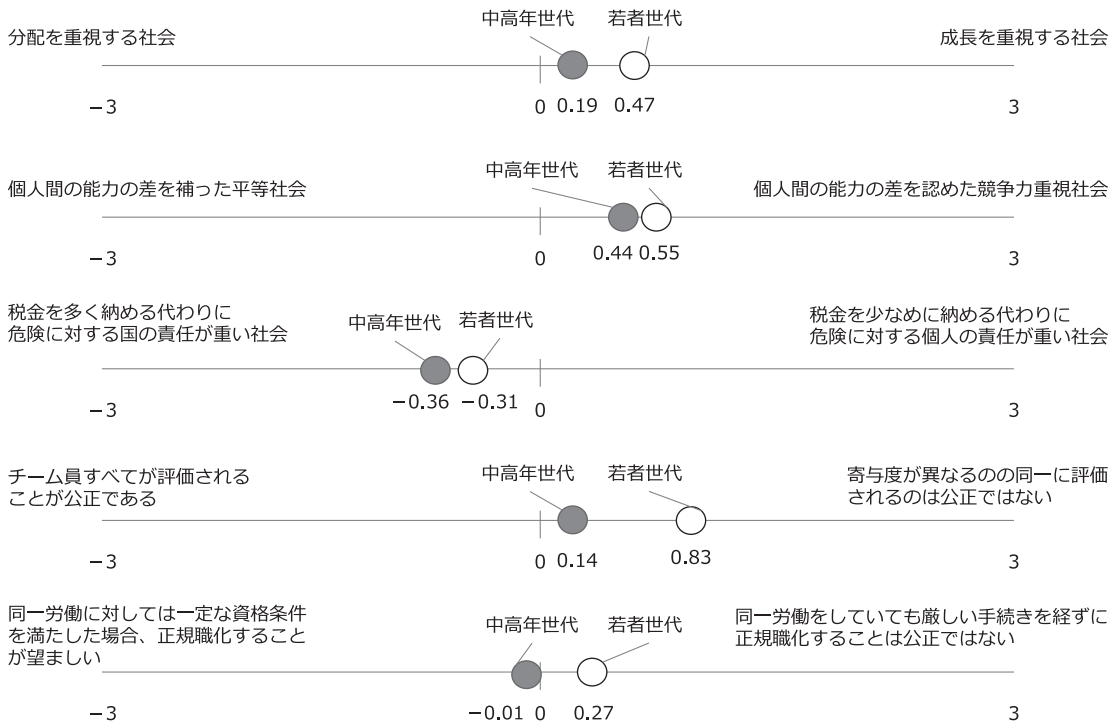 中高年世代 若者世代
分配を重視する社会 成長を重視する社会
−3 0 0.19 0.47 3
中高年世代 若者世代
個人間の能力の差を補った平等社会 個人間の能力の差を認めた競争力重視社会
−3 0 0.44 0.55 3
税金を多く納める代わりに
危険に対する国の責任が重い社会
中高年世代 若者世代
税金を少なめに納める代わりに
危険に対する個人の責任が重い社会
−3 −0.36 −0.31 0 3
チーム員すべてが評価される
ことが公正である
中高年世代 若者世代
寄与度が異なるのの同一に評価
されるのは公正ではない
−3 0 0.14 0.83 3
同一労働に対しては一定な資格条件
を満たした場合、正規職化すること
が望ましい
中高年世代 若者世代
同一労働をしていても厳しい手続きを経ずに
正規職化することは公正ではない
−3 −0.01 0 0.27 3